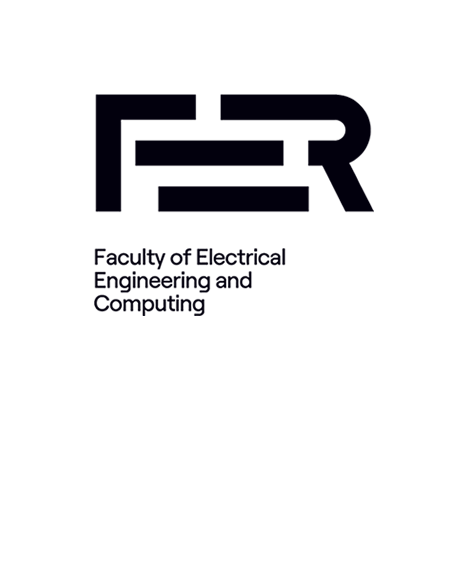 FER
Faculty of Electrical
Engineering and
Computing